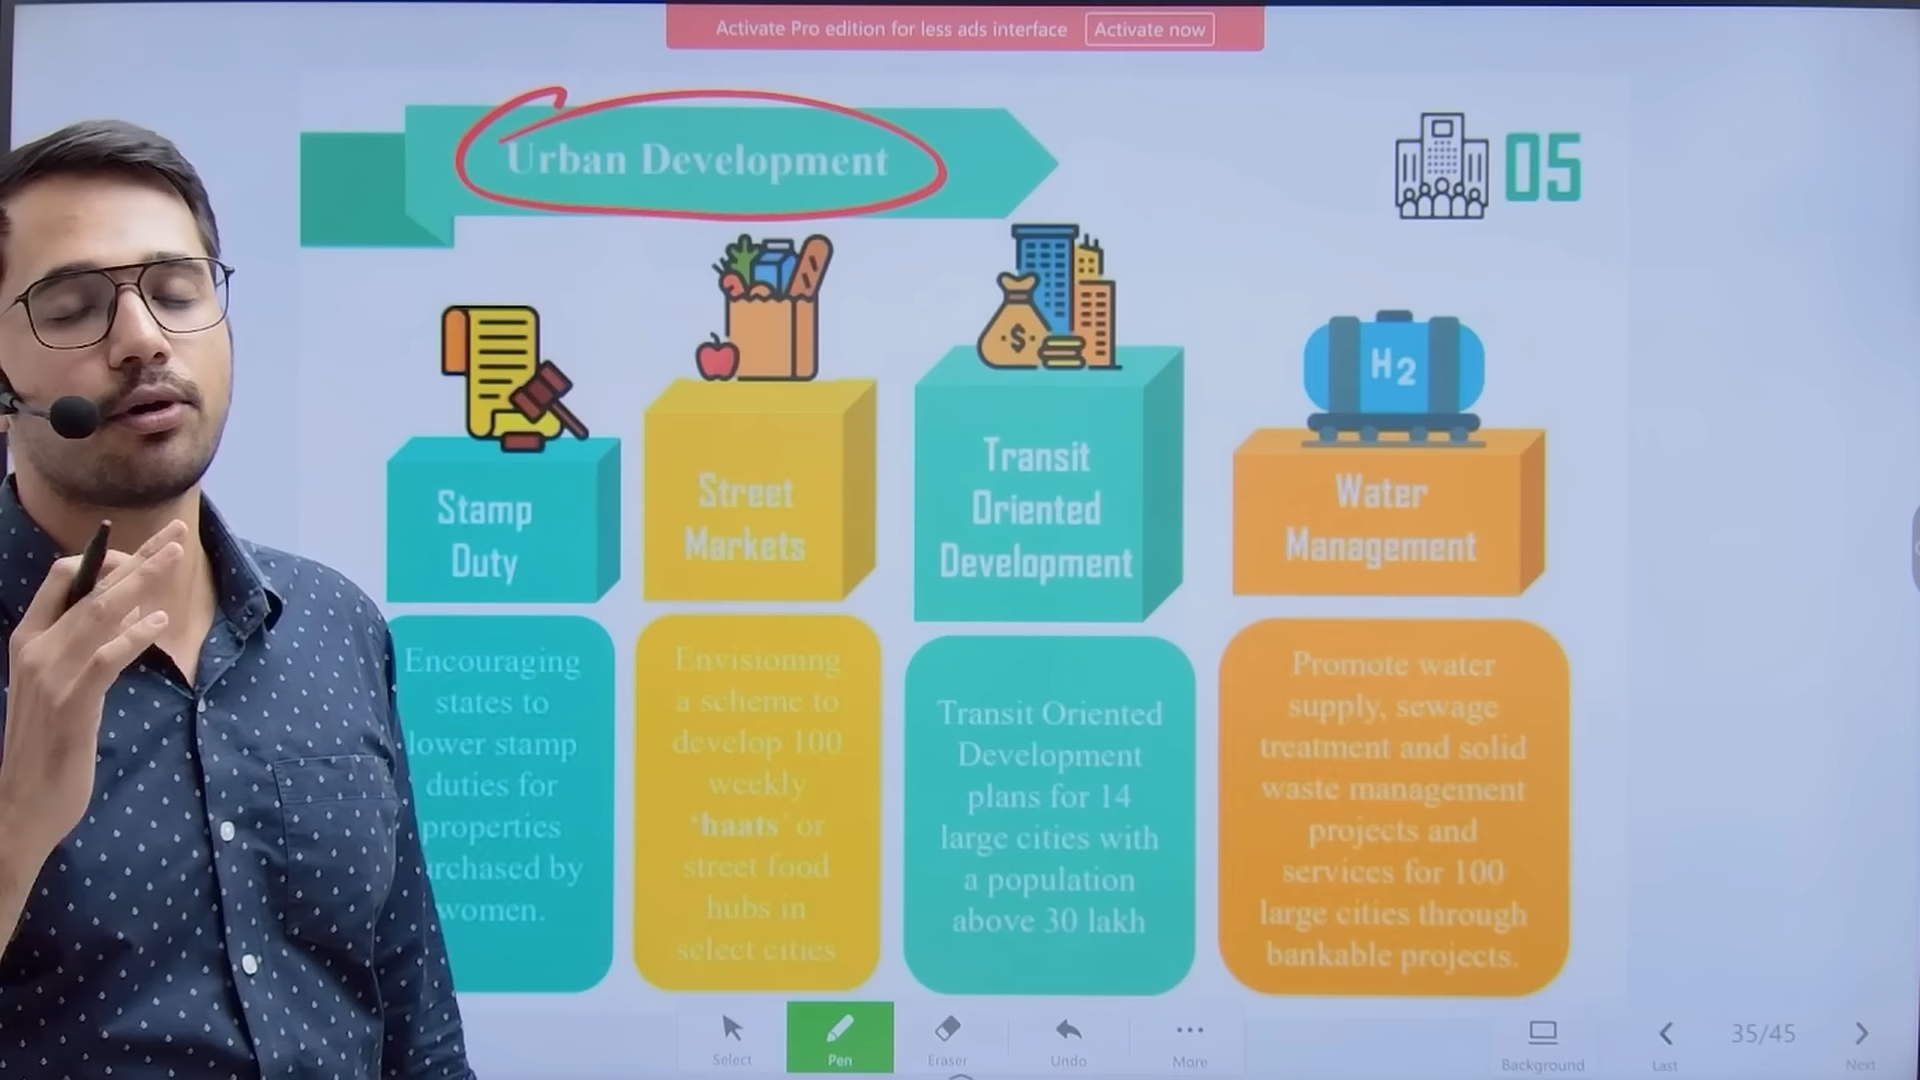 Activate Pro edition for less ads interface Activate now
Urban Development
05
H2
$
Stamp
Duty
Street
Markets
Transit
Oriented
Development
Water
Management
Encouraging
states to
lower stamp
duties for
properties
women.
Envisioning
a scheme to
develop 100
weekly
'haats' or
street food
hubs in
select cities
Transit Oriented
Development
plans for 14
large cities with
a population
above 30 lakh
Promote water
supply, sewage
treatment and solid
waste management
projects and
services for 100
large cities through
bankable projects.
Select
Pen
Eraser
Undo
More
Background
Last
35/45
Next